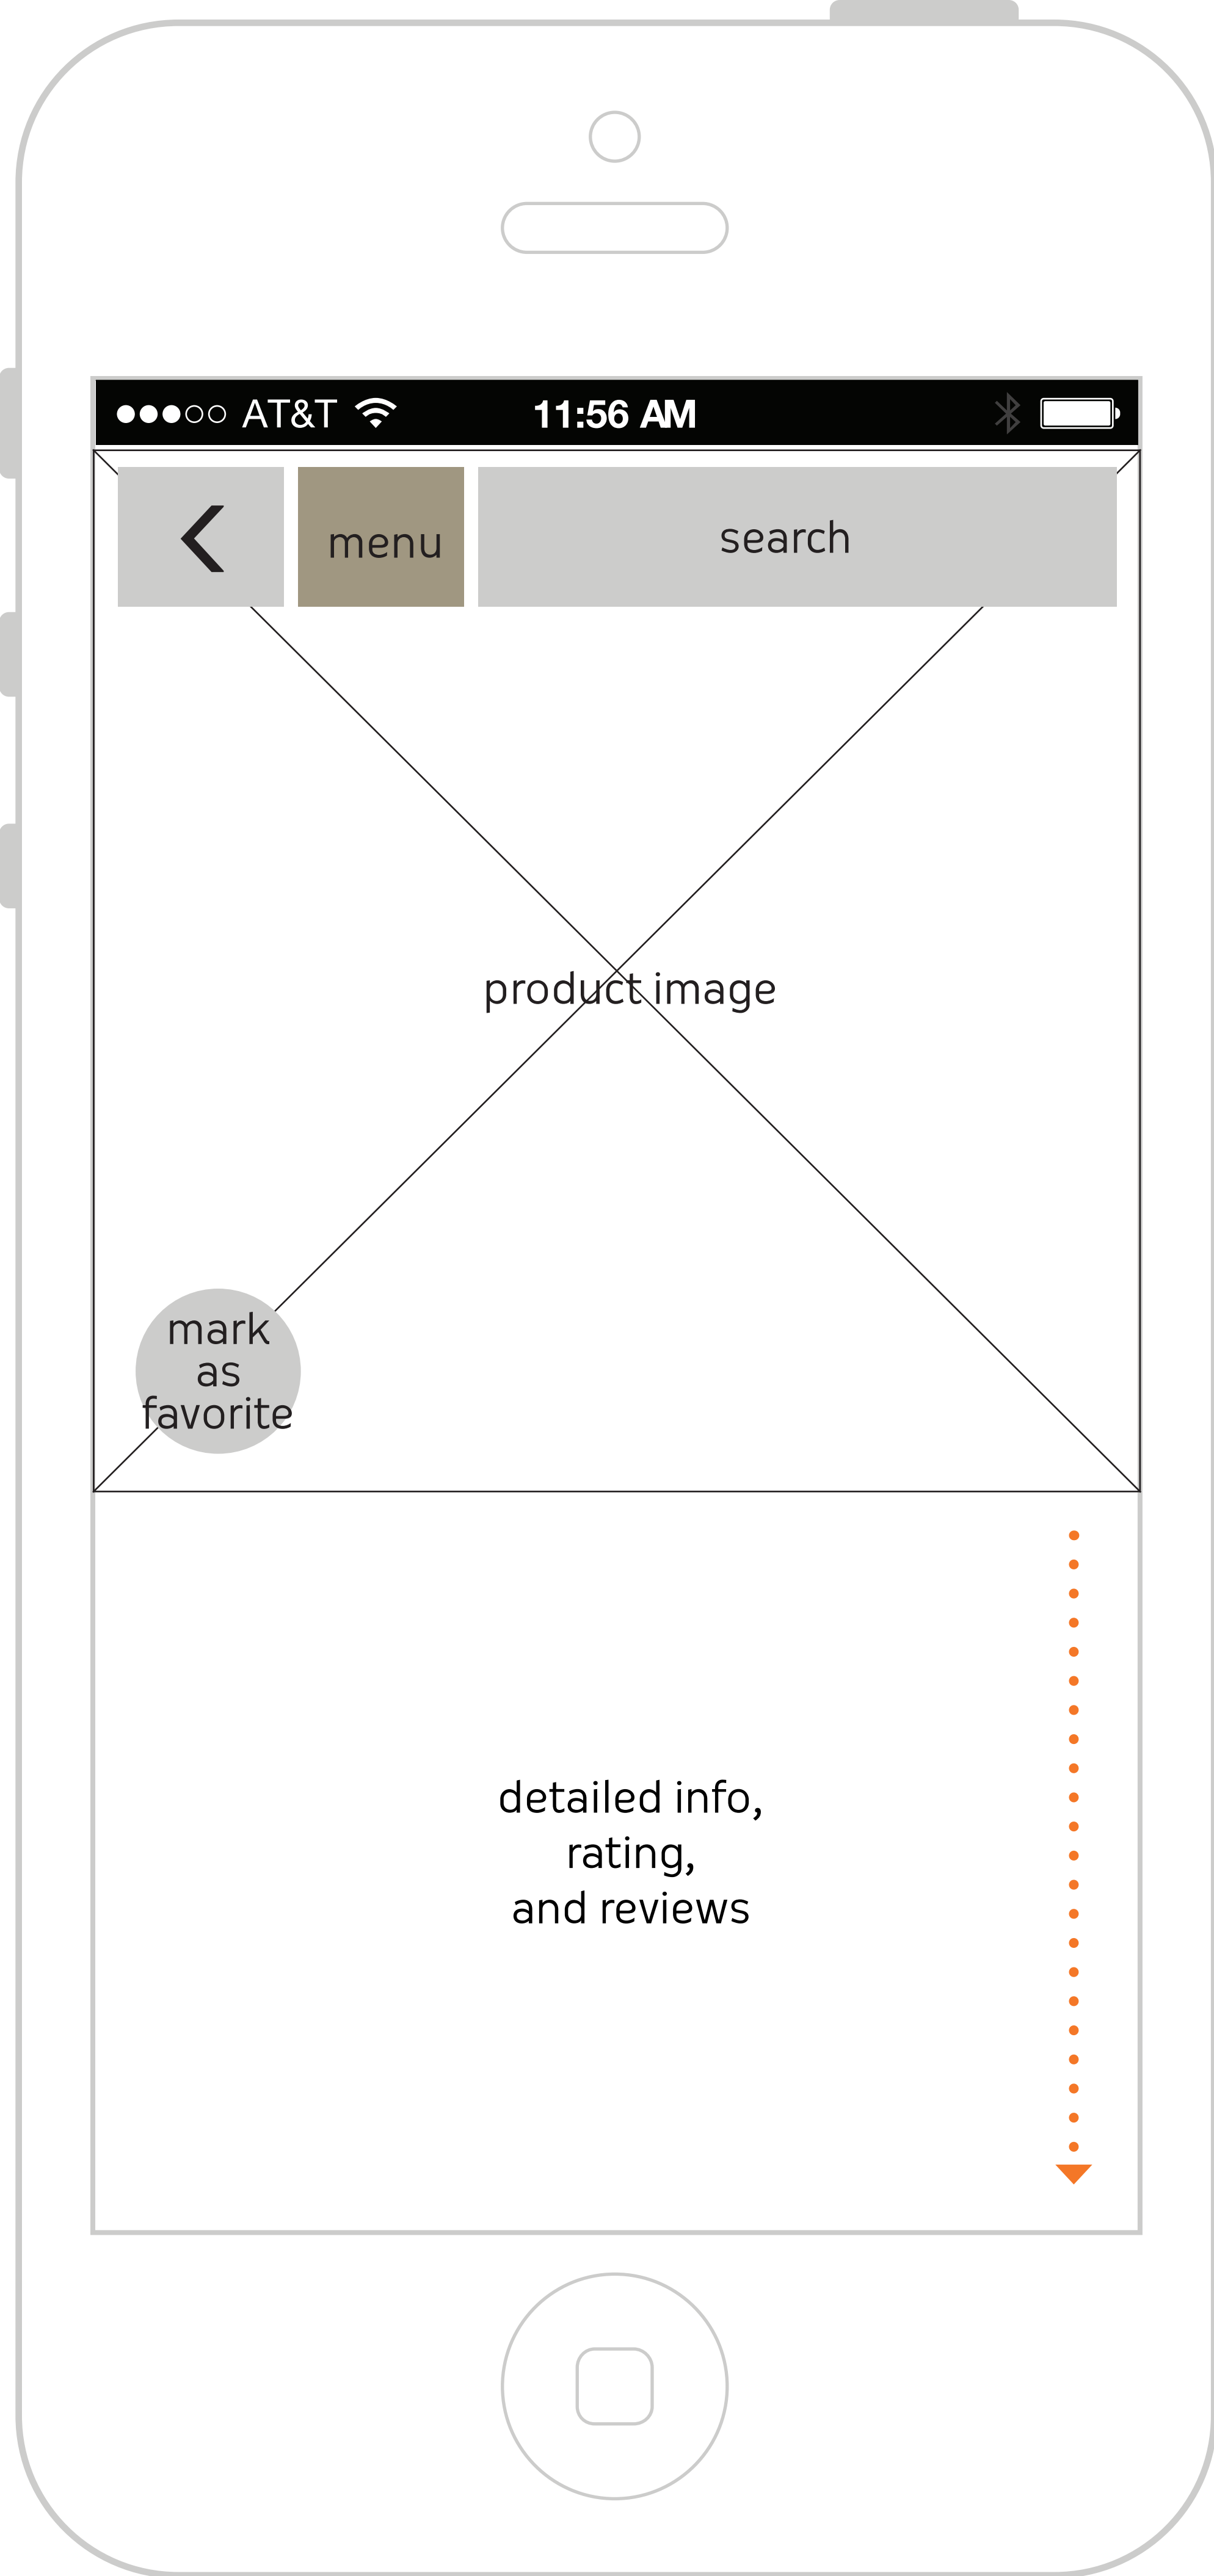 AT&T 11:56 AM
menu search
product image
mark
as
favorite
detailed info,
rating,
and reviews